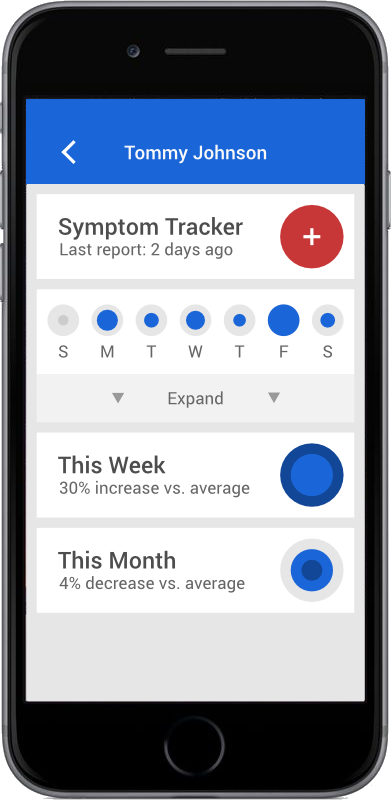 Tommy Johnson
Symptom Tracker
Last report: 2 days ago
+
S M T W T F S
Expand
This Week
30% increase vs. average
This Month
4% decrease vs. average